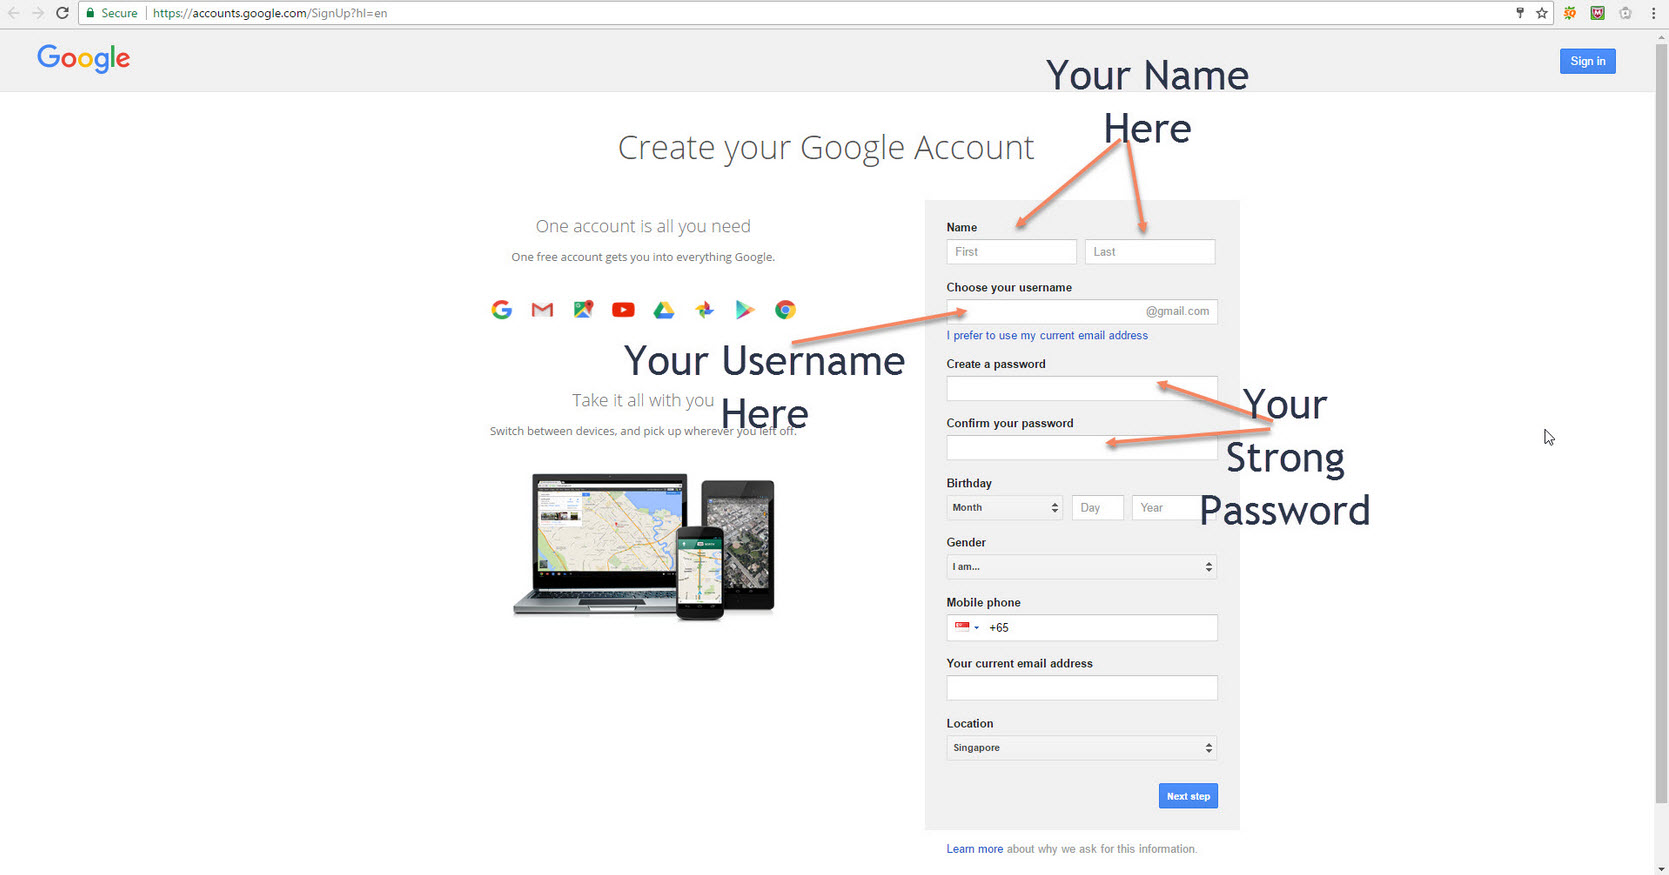 Secure https://accounts.google.com/SignUp?hl=en
Google
Sign in
Your Name
Here
Create your Google Account
One account is all you need
One free account gets you into everything Google.
Your Username
Here
Take it all with you
Switch between devices, and pick up wherever you left off.
Name
First Last
Choose your username
@gmail.com
I prefer to use my current email address
Create a password
Confirm your password
Your
Strong
Password
Birthday
Month Day Year
Gender
I am...
Mobile phone
+65
Your current email address
Location
Singapore
Next step
Learn more about why we ask for this information.